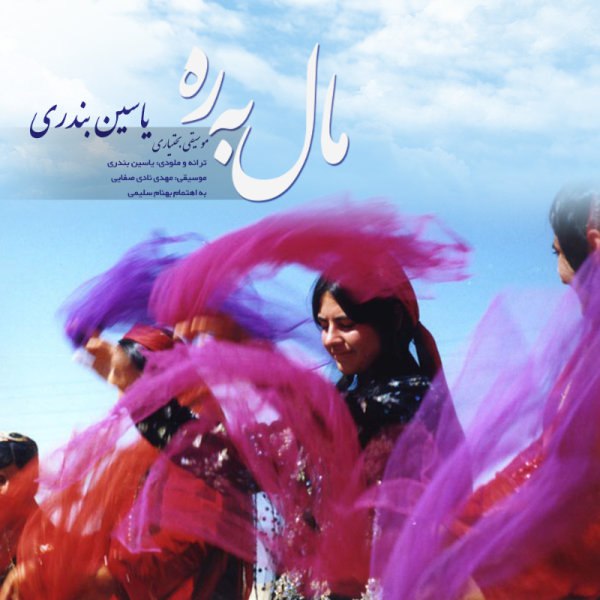 مال به ره
یاسین بندری
موسیقی بختیاری
ترانه و ملودی: یاسین بندری
موسیقی: مهدی نادی صفایی
به اهتمام بهنام سلیمی